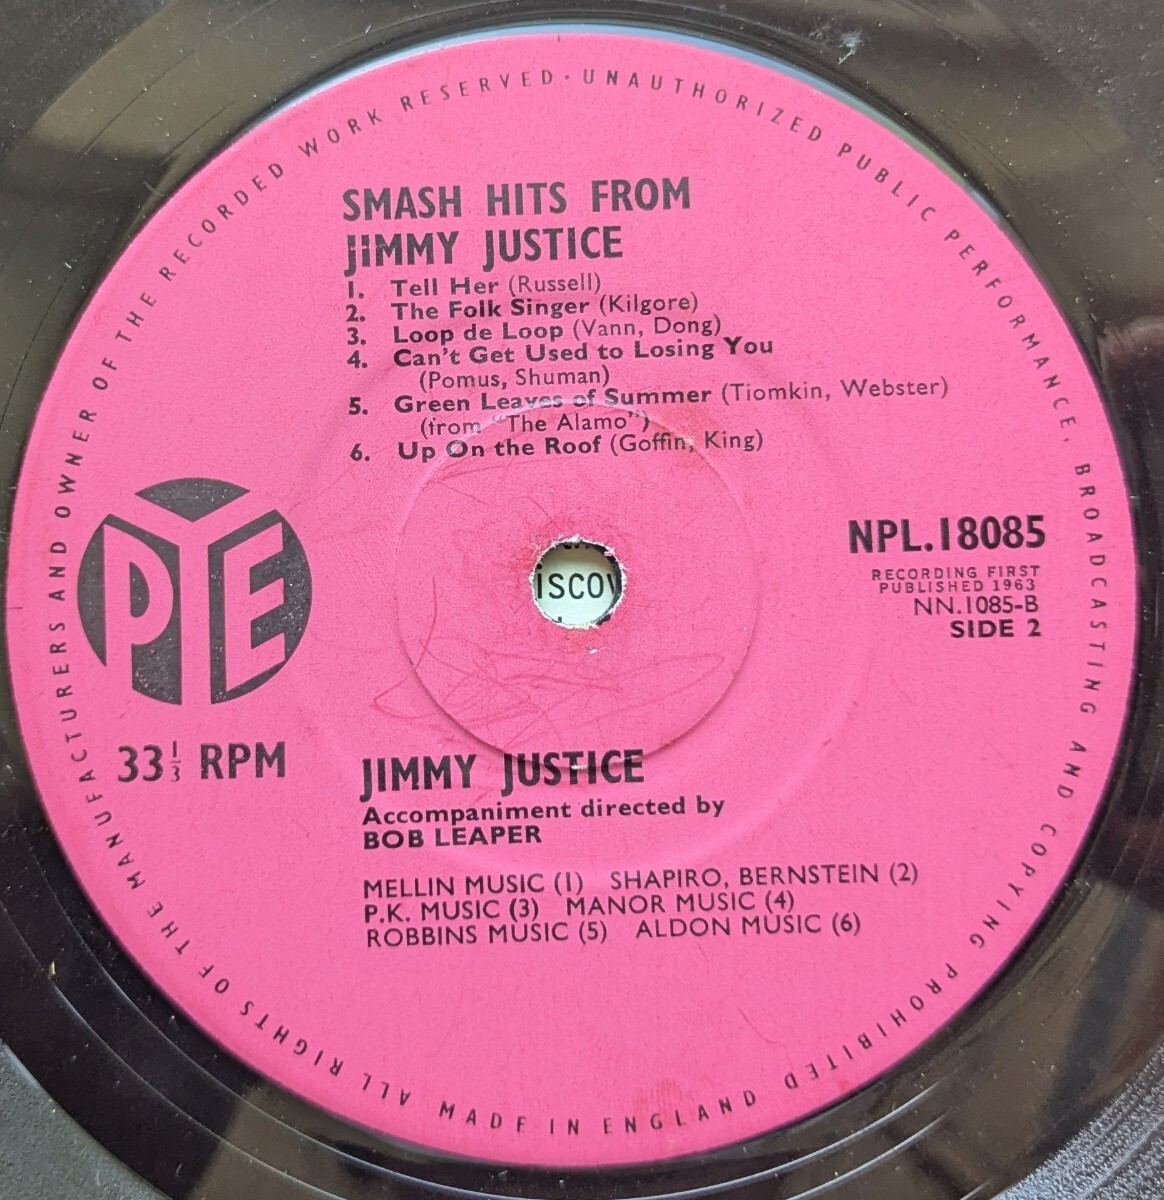 ALL RIGHTS OF THE MANUFACTURERS AND OWNER OF THE RECORDED WORK RESERVED · UNAUTHORIZED PUBLIC PERFORMANCE, BROADCASTING AND COPYING PROHIBITED
SMASH HITS FROM
JIMMY JUSTICE
1. Tell Her (Russell)
2. The Folk Singer (Kilgore)
3. Loop de Loop (Vann, Dong)
4. Can't Get Used to Losing You
(Pomus, Shuman)
5. Green Leaves of Summer (Tiomkin, Webster)
(from "The Alamo")
6. Up On the Roof (Goffin, King)
PYE
NPL.18085
RECORDING FIRST
PUBLISHED 1963
NN.1085-B
SIDE 2
ISCO
33⅓ RPM
JIMMY JUSTICE
Accompaniment directed by
BOB LEAPER
MELLIN MUSIC (1) SHAPIRO, BERNSTEIN (2)
P.K. MUSIC (3) MANOR MUSIC (4)
ROBBINS MUSIC (5) ALDON MUSIC (6)
MADE IN ENGLAND